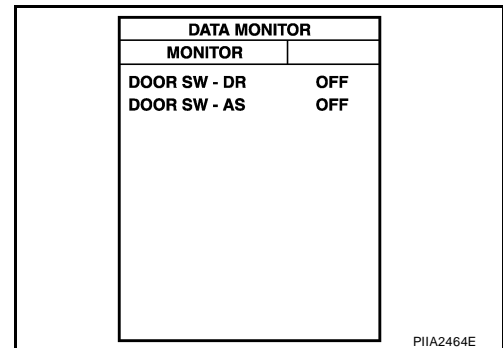 DATA MONITOR
MONITOR
DOOR SW - DR OFF
DOOR SW - AS OFF
PIIA2464E